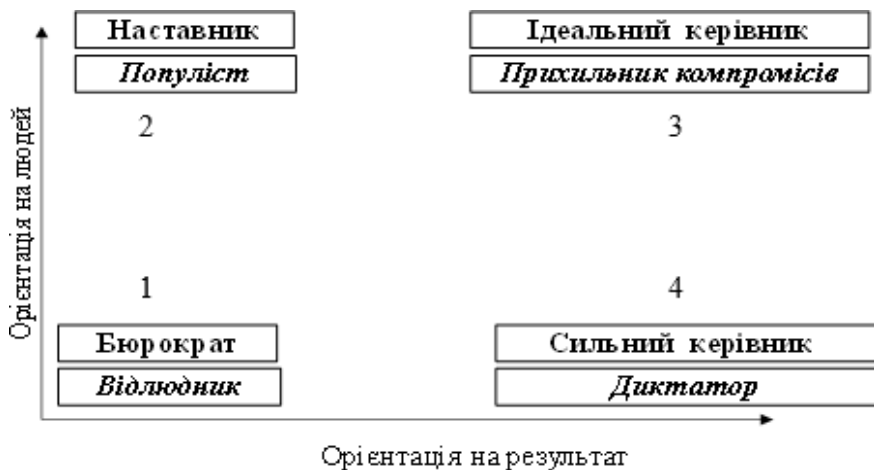 Наставник
Ідеальний керівник
Популіст
Прихильник компромісів
2
3
Орієнтація на людей
1
4
Бюрократ
Сильний керівник
Відлюдник
Диктатор
Орієнтація на результат